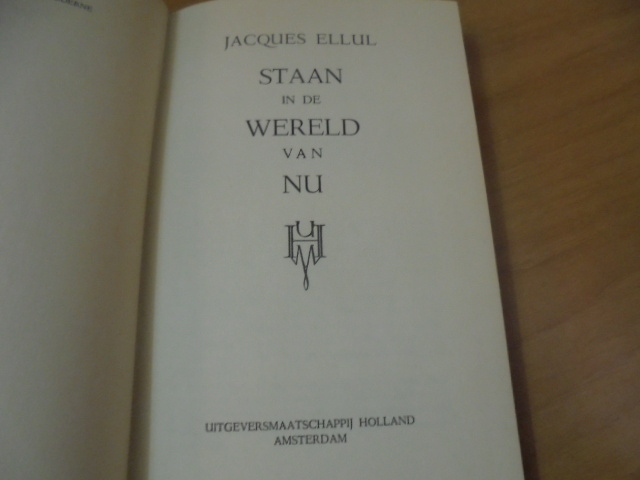 JACQUES ELLUL
STAAN
IN DE
WERELD
VAN
NU
UITGEVERSMAATSCHAPPIJ HOLLAND
AMSTERDAM